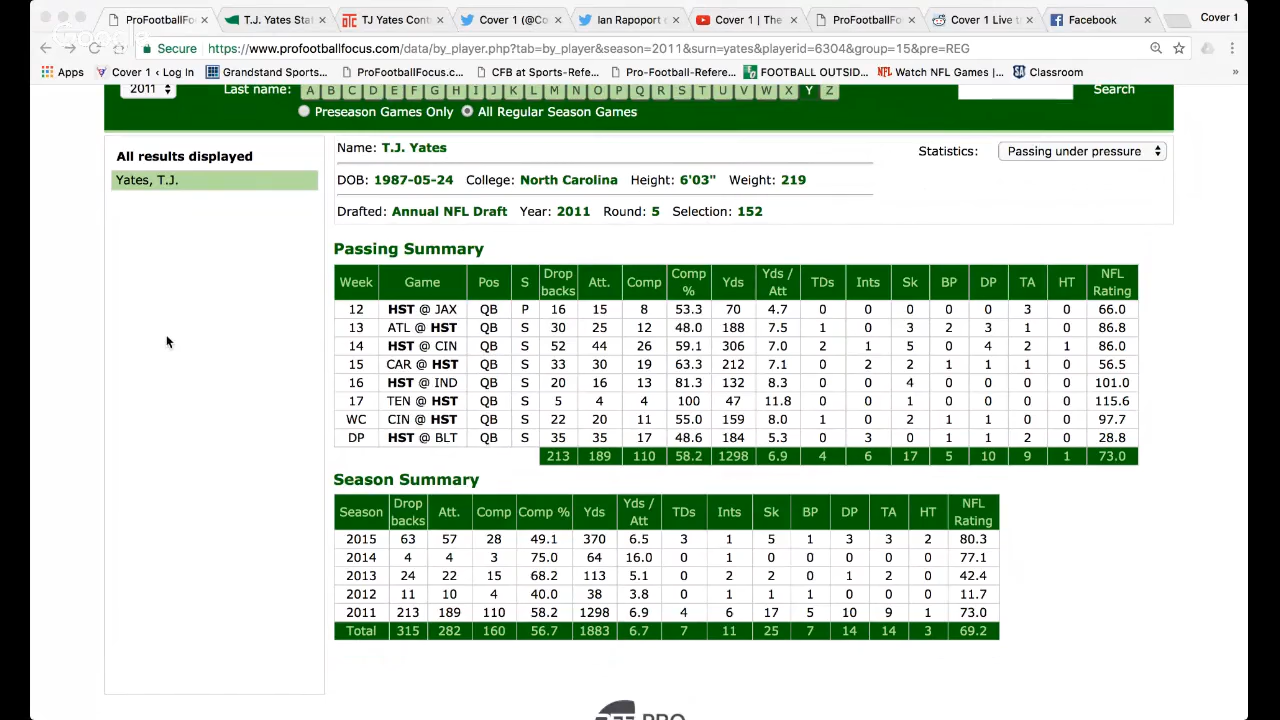 ProFootballFocus
T.J. Yates Stat
TJ Yates Cont
Cover 1 (@Co
Ian Rapoport
Cover 1 | The
ProFootballFoc
Cover 1 Live t
Facebook
Cover 1
Google
Secure https://www.profootballfocus.com/data/by_player.php?tab=by_player&season=2011&surn=yates&playerid=6304&group=15&pre=REG
Apps Cover 1 ‹ Log In Grandstand Sports... ProFootballFocus.c... CFB at Sports-Refe... Pro-Football-Refere... FOOTBALL OUTSID... Watch NFL Games |... Classroom »
2011 Last name: A B C D E F G H I J K L M N O P Q R S T U V W X Y Z Search
Preseason Games Only All Regular Season Games
All results displayed
Yates, T.J.
Name: T.J. Yates
Statistics: Passing under pressure
DOB: 1987-05-24 College: North Carolina Height: 6'03" Weight: 219
Drafted: Annual NFL Draft Year: 2011 Round: 5 Selection: 152
Passing Summary
Week Game Pos S Drop backs Att. Comp Comp % Yds Yds / Att TDs Ints Sk BP DP TA HT NFL Rating
12 HST @ JAX QB P 16 15 8 53.3 70 4.7 0 0 0 0 0 3 0 66.0
13 ATL @ HST QB S 30 25 12 48.0 188 7.5 1 0 3 2 3 1 0 86.8
14 HST @ CIN QB S 52 44 26 59.1 306 7.0 2 1 5 0 4 2 1 86.0
15 CAR @ HST QB S 33 30 19 63.3 212 7.1 0 2 2 1 1 1 0 56.5
16 HST @ IND QB S 20 16 13 81.3 132 8.3 0 0 4 0 0 0 0 101.0
17 TEN @ HST QB S 5 4 4 100 47 11.8 0 0 1 0 0 0 0 115.6
WC CIN @ HST QB S 22 20 11 55.0 159 8.0 1 0 2 1 1 0 0 97.7
DP HST @ BLT QB S 35 35 17 48.6 184 5.3 0 3 0 1 1 2 0 28.8
213 189 110 58.2 1298 6.9 4 6 17 5 10 9 1 73.0
Season Summary
Season Drop backs Att. Comp Comp % Yds Yds / Att TDs Ints Sk BP DP TA HT NFL Rating
2015 63 57 28 49.1 370 6.5 3 1 5 1 3 3 2 80.3
2014 4 4 3 75.0 64 16.0 0 1 0 0 0 0 0 77.1
2013 24 22 15 68.2 113 5.1 0 2 2 0 1 2 0 42.4
2012 11 10 4 40.0 38 3.8 0 1 1 1 0 0 0 11.7
2011 213 189 110 58.2 1298 6.9 4 6 17 5 10 9 1 73.0
Total 315 282 160 56.7 1883 6.7 7 11 25 7 14 14 3 69.2
PRO